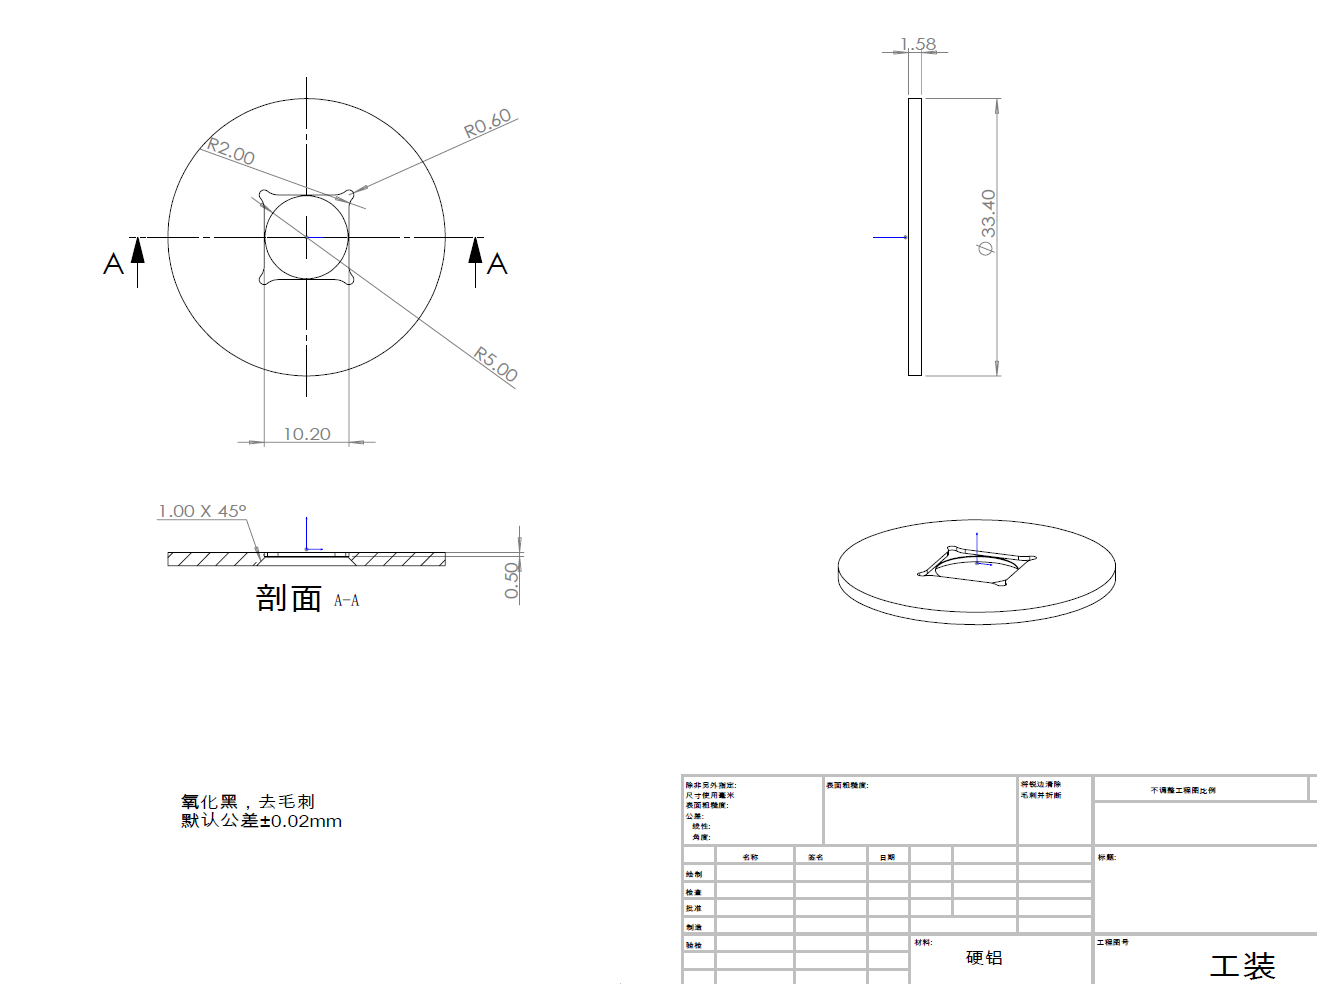 1.58
R0.60
R2.00
⌀33.40
A
A
R5.00
10.20
1.00 X 45°
0.50
剖面 A-A
氧化黑，去毛刺
默认公差±0.02mm
除非另外指定:
尺寸使用毫米
表面粗糙度:
公差:
线性:
角度:
表面粗糙度:
将锐边清除
毛刺并折断
不调整工程图比例
名称
签名
日期
标题:
绘制
检查
批准
制造
验检
材料:
硬铝
工程图号
工装